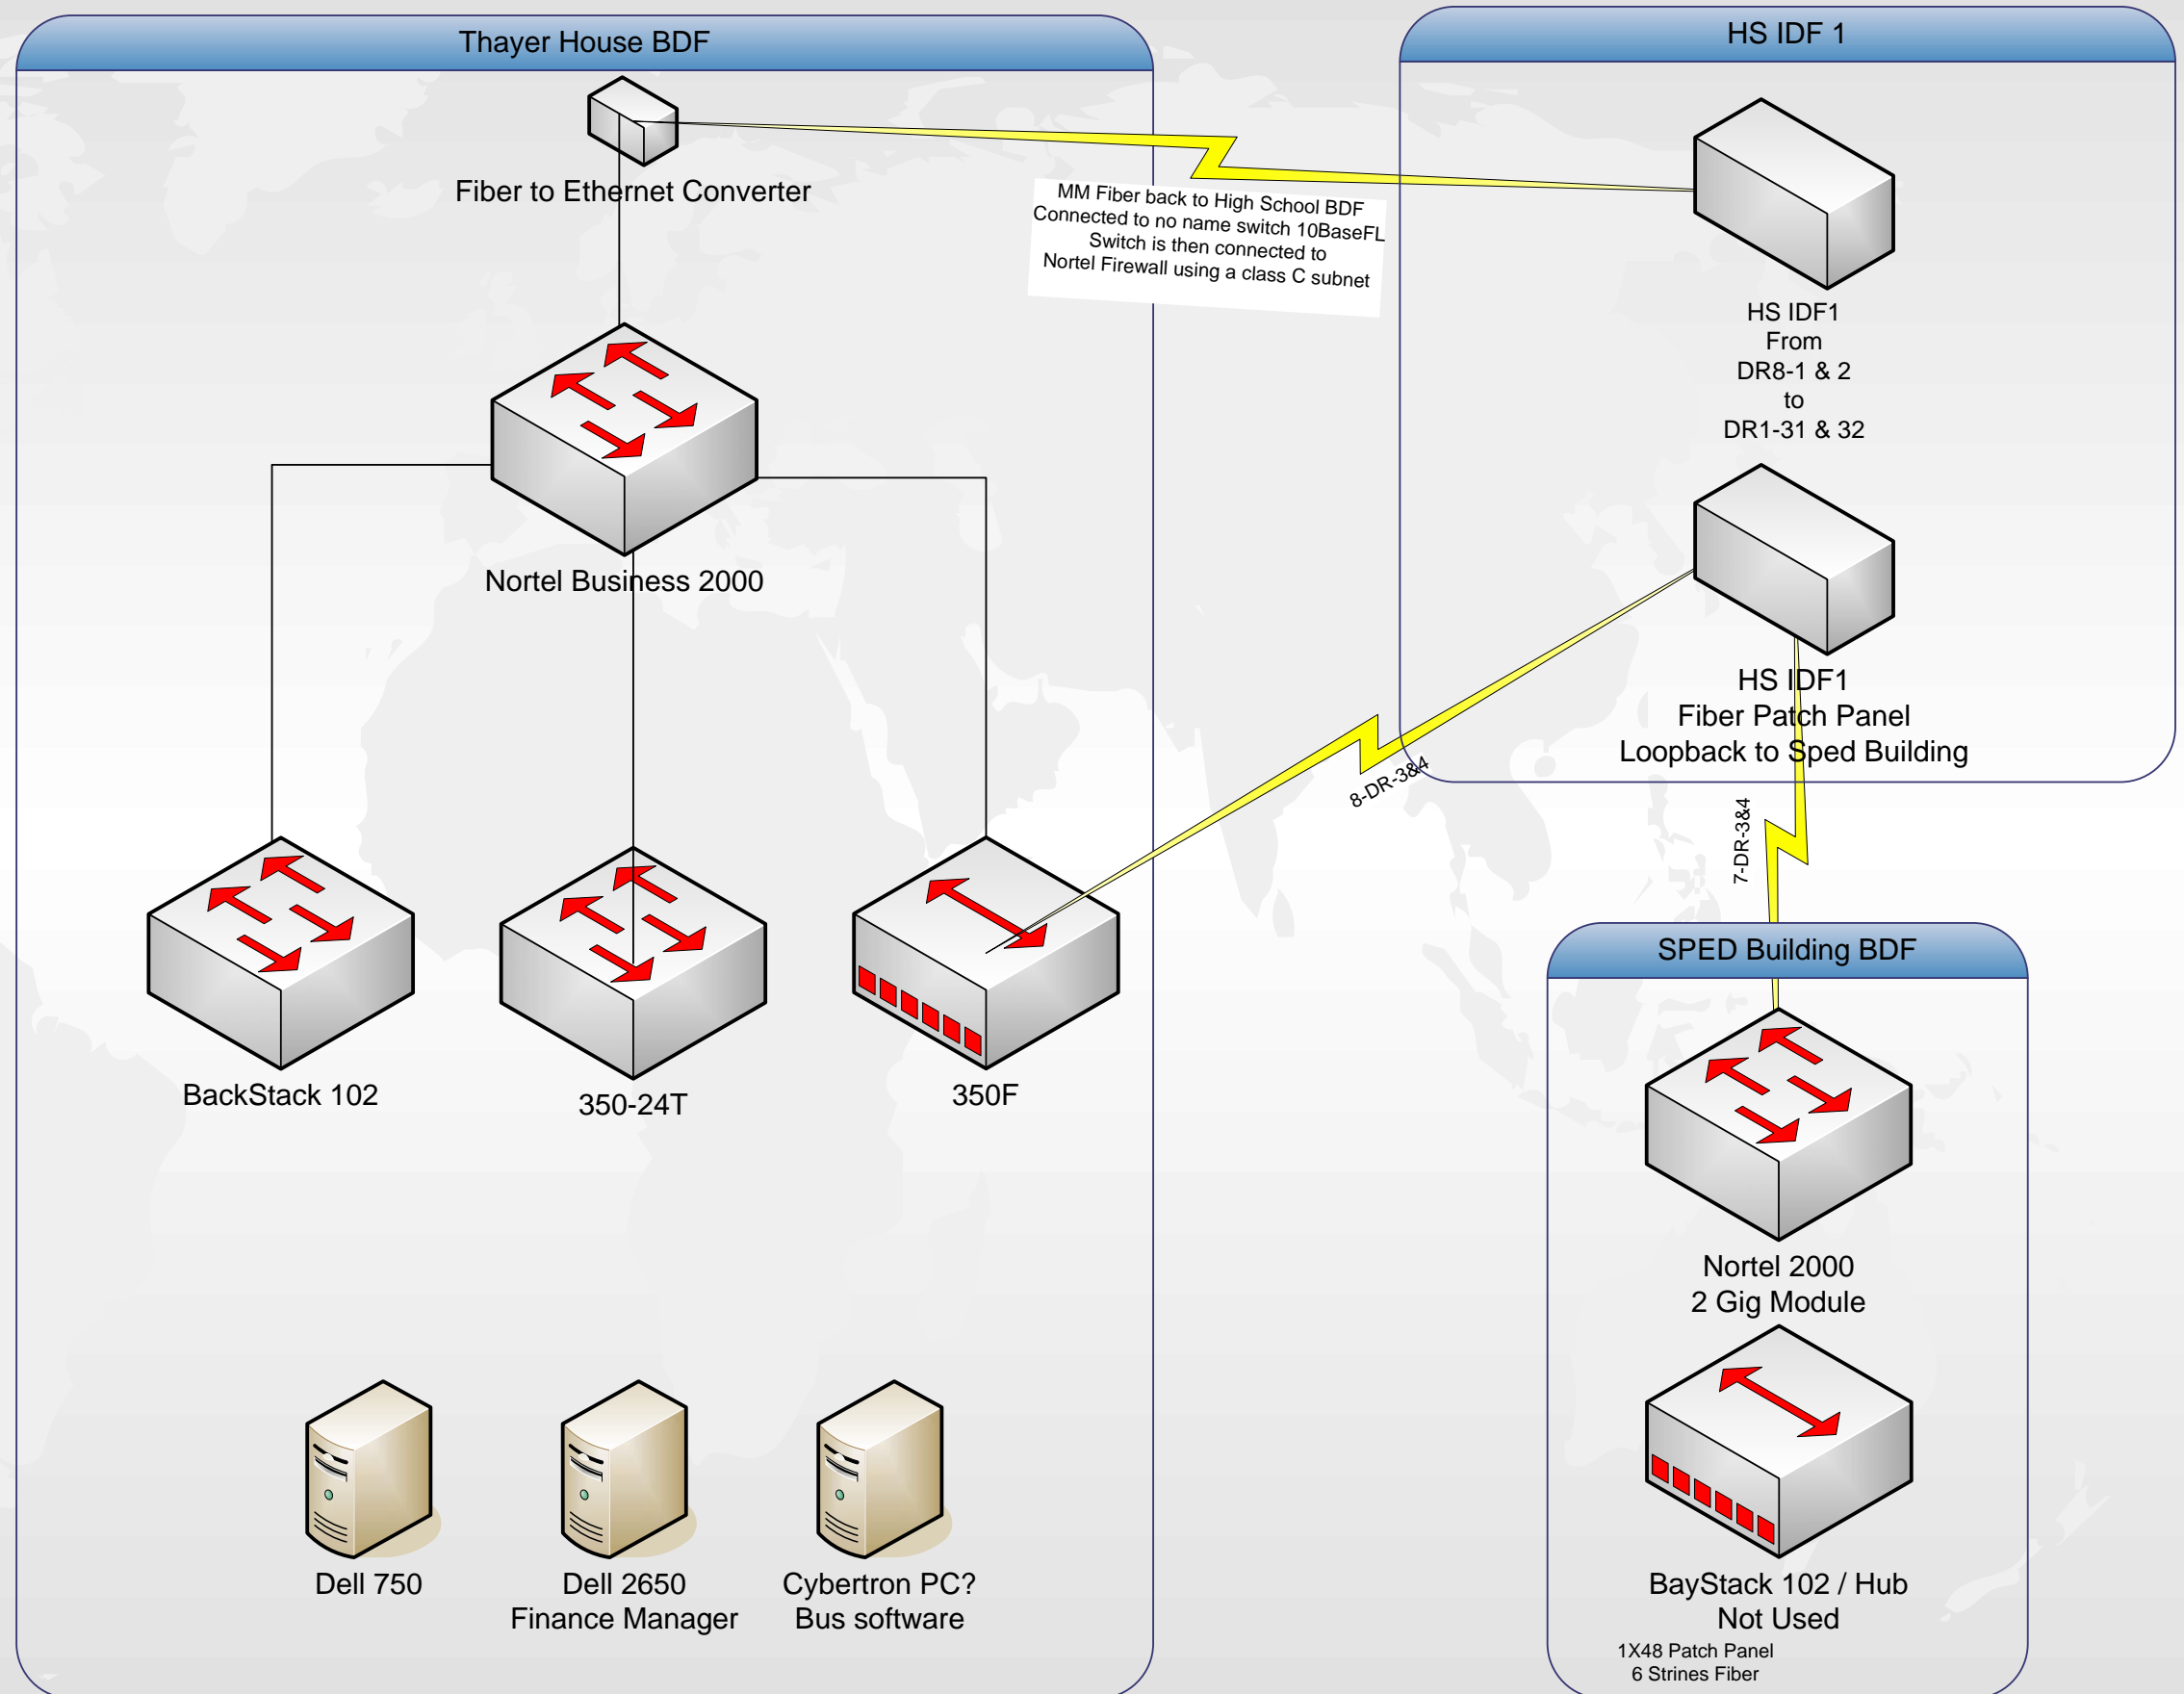 Thayer House BDF
HS IDF 1
Fiber to Ethernet Converter
MM Fiber back to High School BDF
Connected to no name switch 10BaseFL
Switch is then connected to
Nortel Firewall using a class C subnet
HS IDF1
From
DR8-1 & 2
to
DR1-31 & 32
Nortel Business 2000
HS IDF1
Fiber Patch Panel
Loopback to Sped Building
8-DR-3&4
7-DR-3&4
BackStack 102
350-24T
350F
SPED Building BDF
Nortel 2000
2 Gig Module
Dell 750
Dell 2650
Finance Manager
Cybertron PC?
Bus software
BayStack 102 / Hub
Not Used
1X48 Patch Panel
6 Strines Fiber